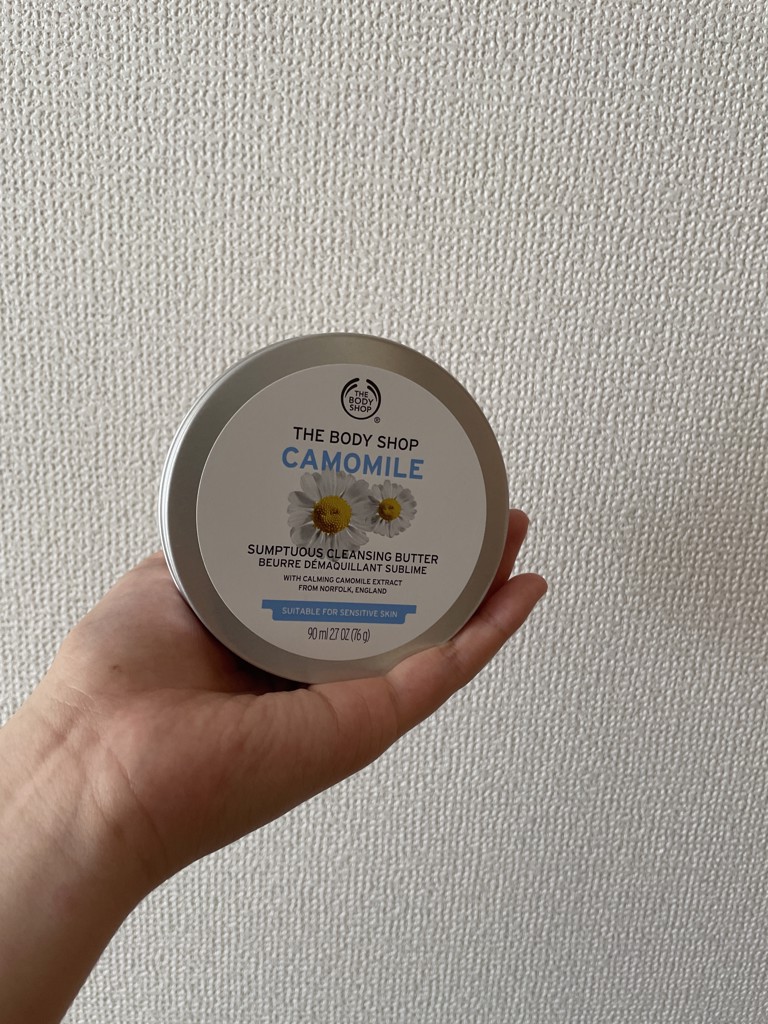 THE
BODY
SHOP
®
THE BODY SHOP
CAMOMILE
SUMPTUOUS CLEANSING BUTTER
BEURRE DÉMAQUILLANT SUBLIME
WITH CALMING CAMOMILE EXTRACT
FROM NORFOLK, ENGLAND
SUITABLE FOR SENSITIVE SKIN
90 ml 2.7 OZ (76 g)